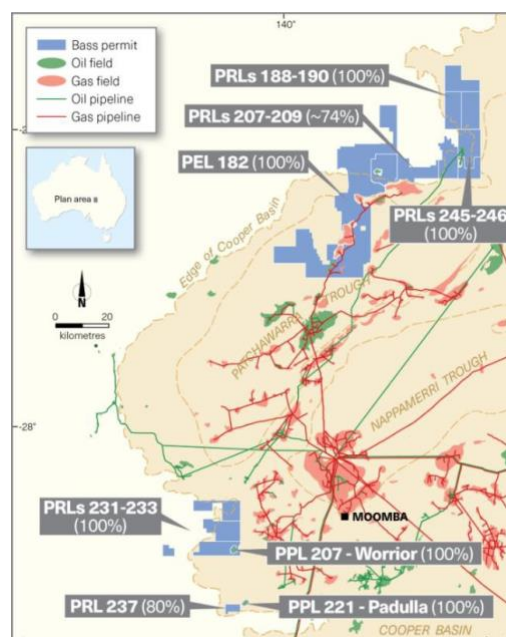 140°
Bass permit
Oil field
Gas field
Oil pipeline
Gas pipeline
Plan area
PRLs 188-190 (100%)
PRLs 207-209 (~74%)
PEL 182 (100%)
PRLs 245-246
(100%)
Edge of Cooper Basin
N
0 20
kilometres
PATCHAWARRA TROUGH
NAPPAMERRI TROUGH
-28°
MOOMBA
PRLs 231-233
(100%)
PPL 207 - Worrior (100%)
PRL 237 (80%)
PPL 221 - Padulla (100%)
COOPER BASIN